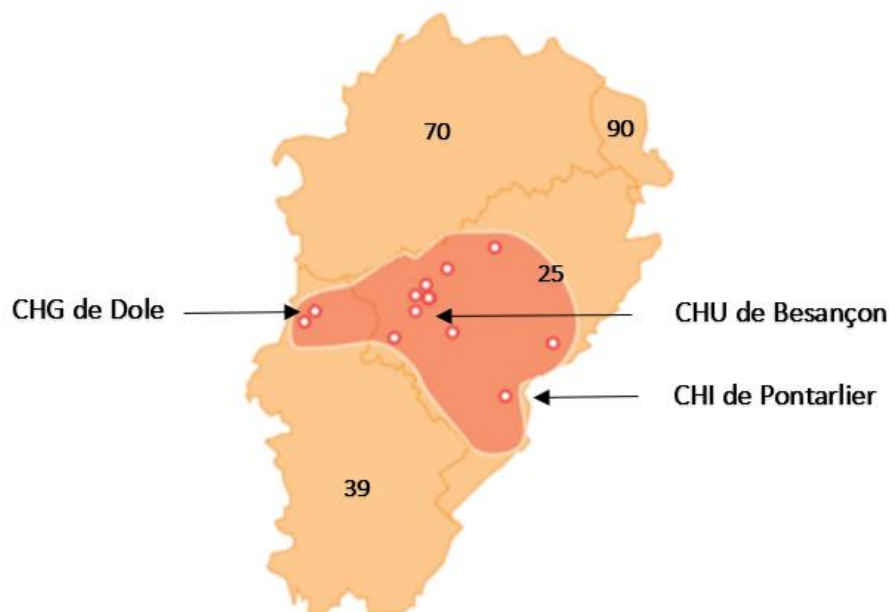 70
90
25
CHG de Dole
CHU de Besançon
CHI de Pontarlier
39